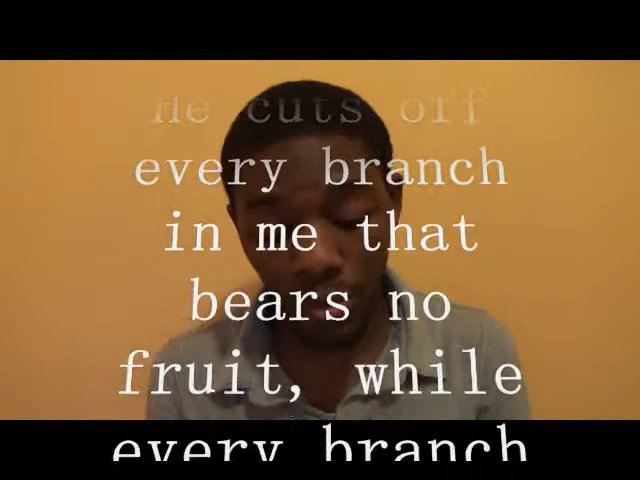 He cuts off
every branch
in me that
bears no
fruit, while
every branch